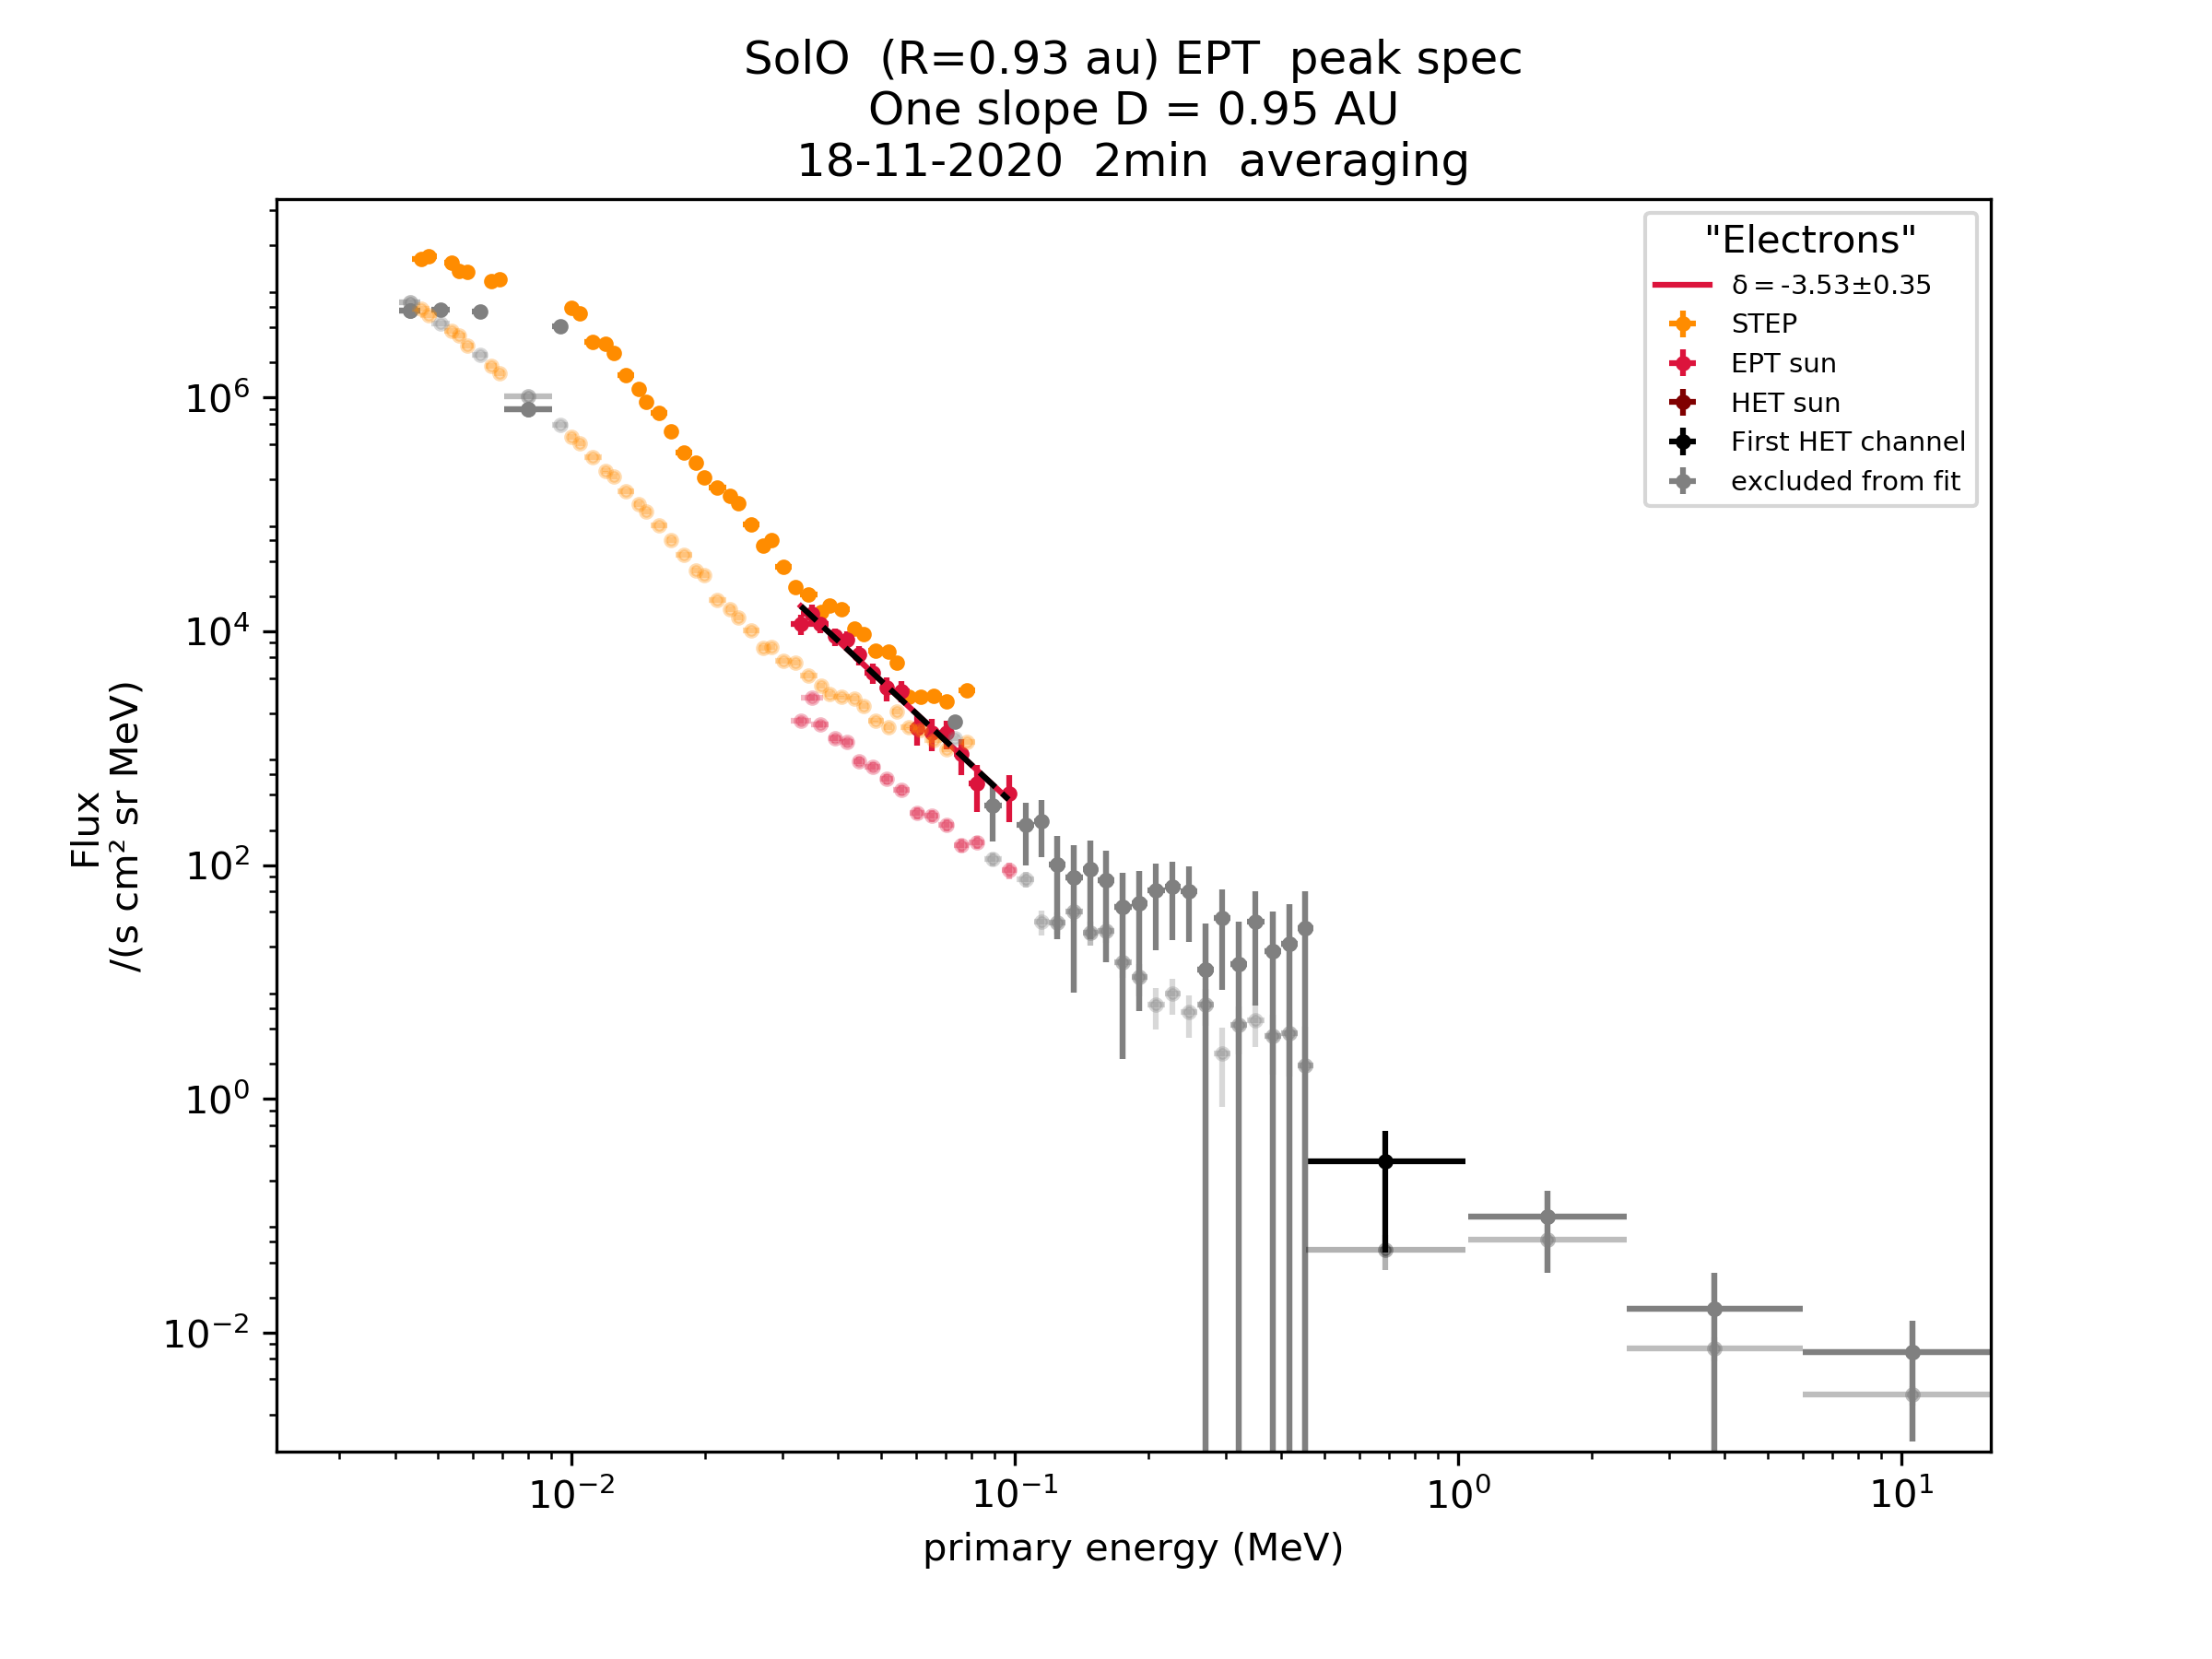 SolO  (R=0.93 au) EPT  peak spec
One slope D = 0.95 AU
18-11-2020  2min  averaging
"Electrons"
δ = -3.53±0.35
STEP
EPT sun
HET sun
First HET channel
excluded from fit
Flux
/(s cm² sr MeV)
10⁶
10⁴
10²
10⁰
10⁻²
10⁻²
10⁻¹
10⁰
10¹
primary energy (MeV)